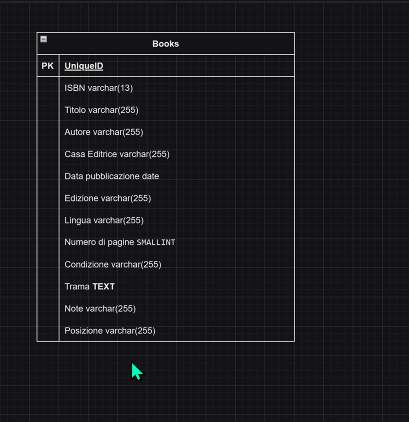 Books
PK UniqueID
ISBN varchar(13)
Titolo varchar(255)
Autore varchar(255)
Casa Editrice varchar(255)
Data pubblicazione date
Edizione varchar(255)
Lingua varchar(255)
Numero di pagine SMALLINT
Condizione varchar(255)
Trama TEXT
Note varchar(255)
Posizione varchar(255)